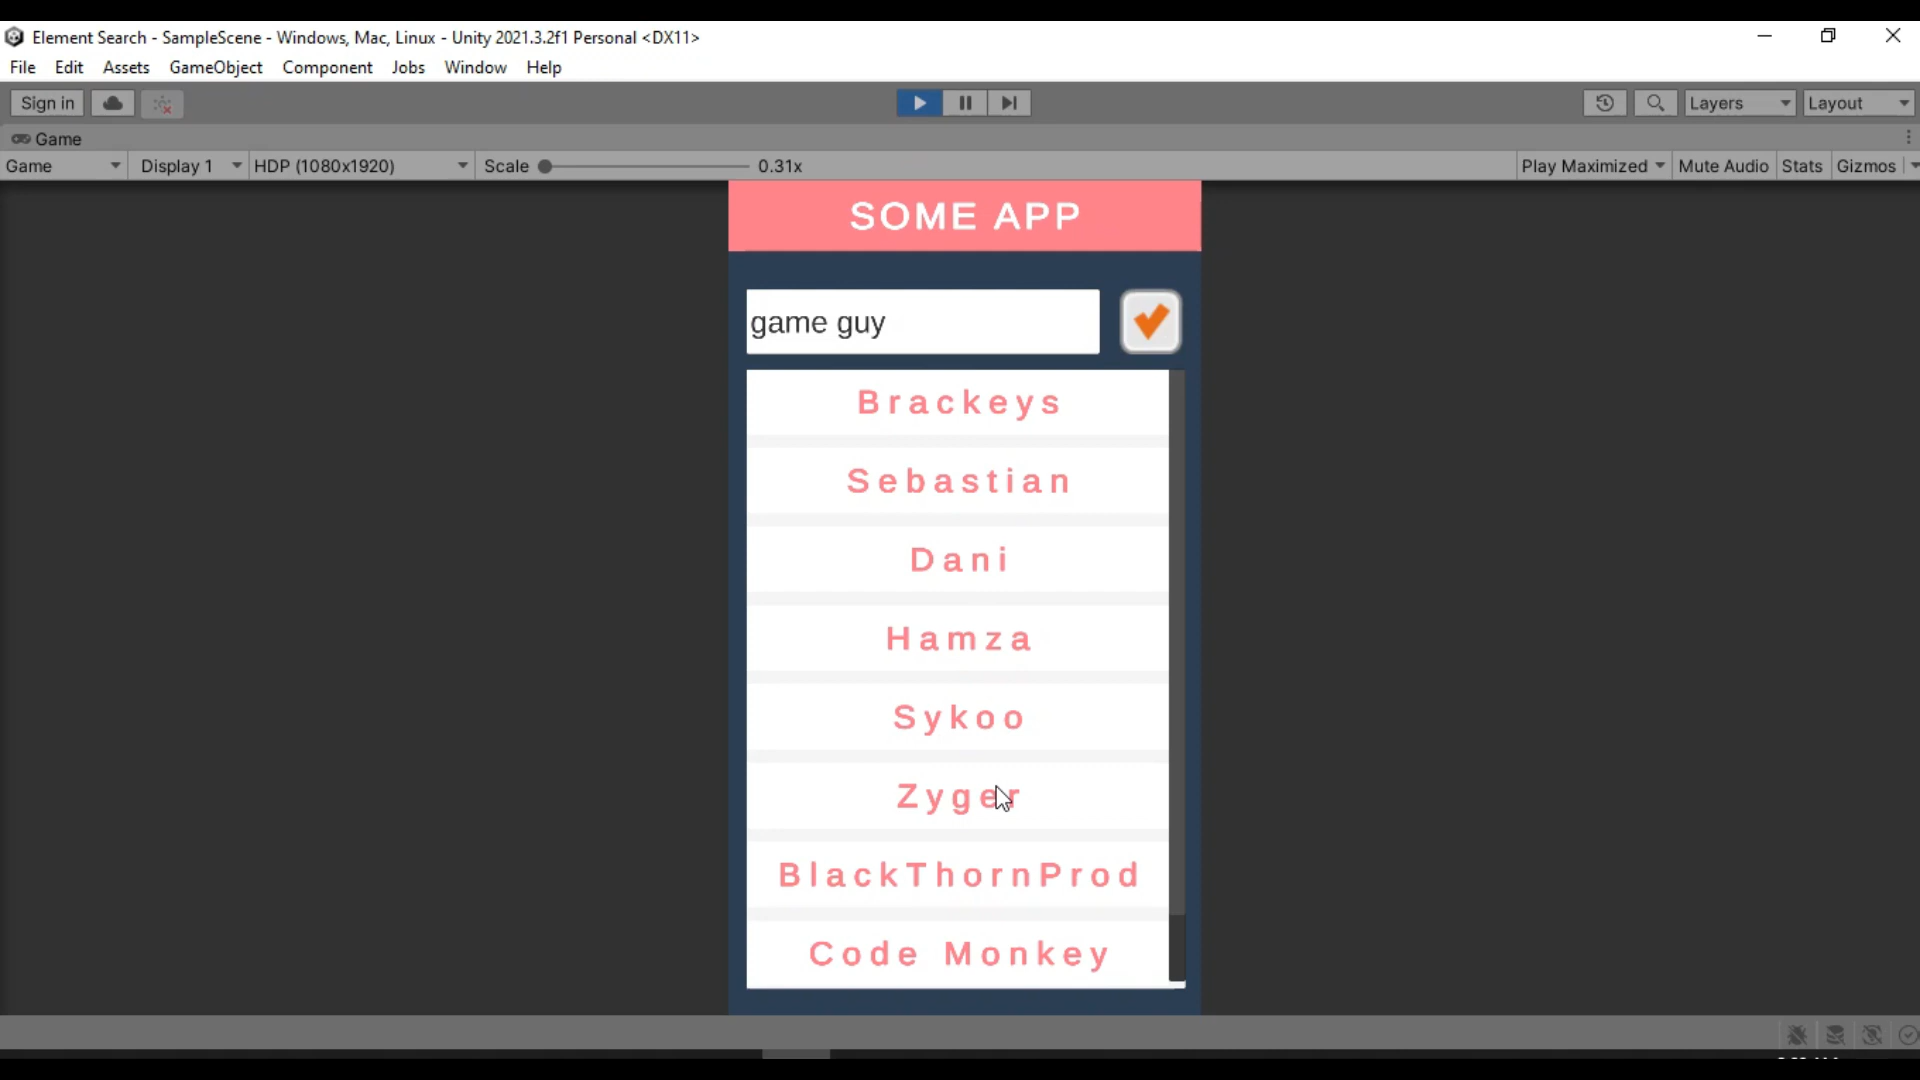 Element Search - SampleScene - Windows, Mac, Linux - Unity 2021.3.2f1 Personal <DX11>
File Edit Assets GameObject Component Jobs Window Help
Sign in Layers Layout
Game
Game Display 1 HDP (1080x1920) Scale 0.31x Play Maximized Mute Audio Stats Gizmos
SOME APP
game guy
Brackeys
Sebastian
Dani
Hamza
Sykoo
Zyger
BlackThornProd
Code Monkey